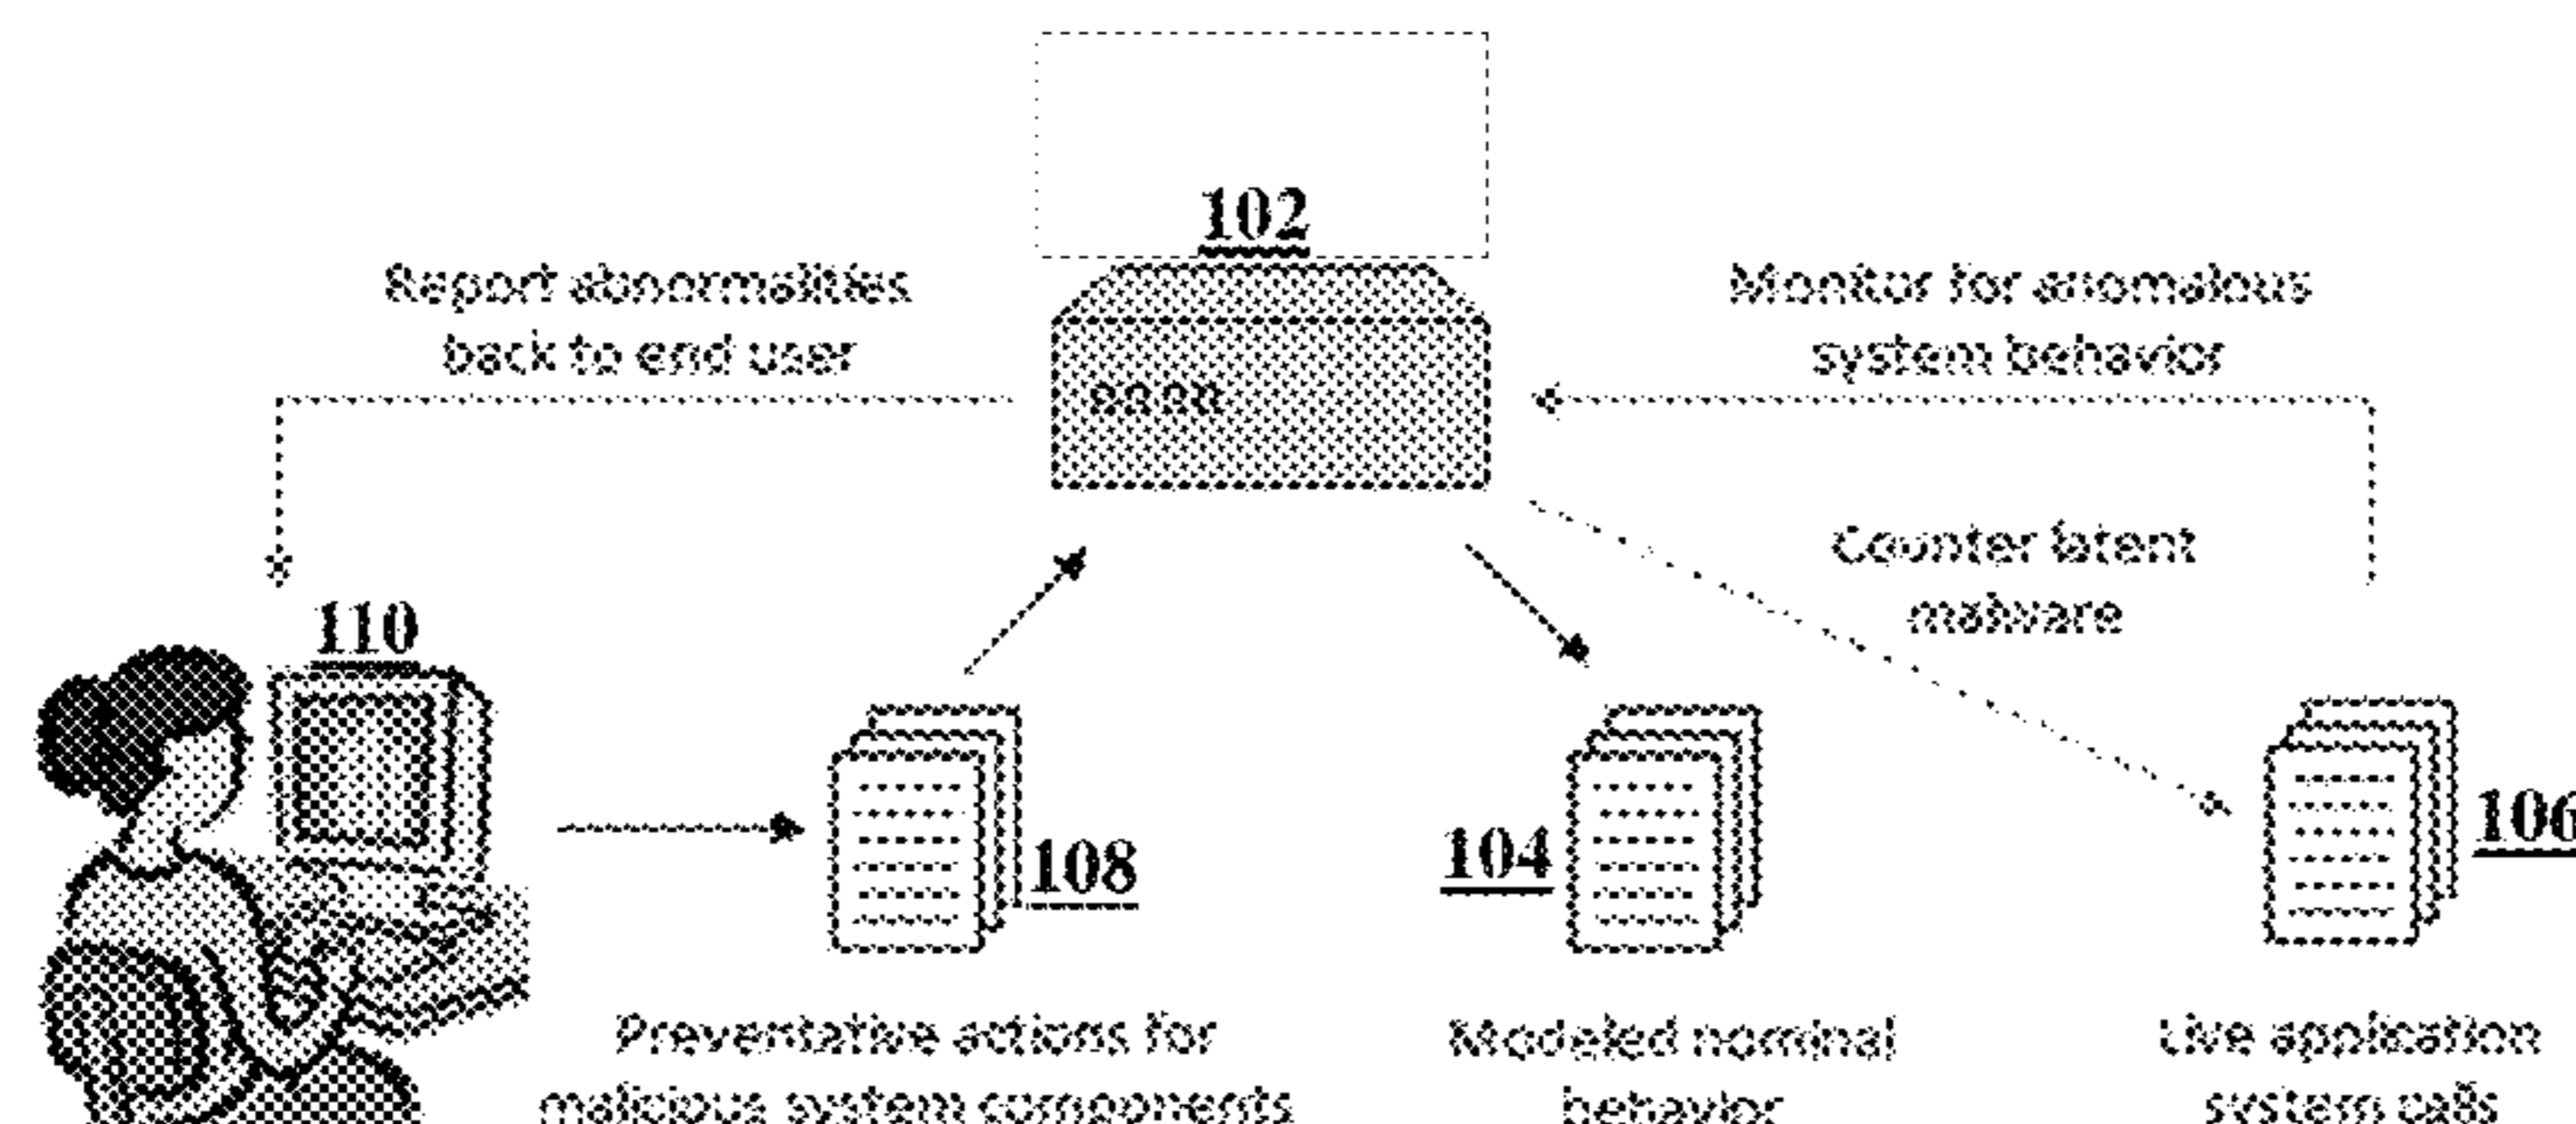 102
Report abnormalities
back to end user
Monitor for anomalous
system behavior
Counter latent
malware
110
108
104
106
Preventative actions for
malicious system components
Modeled nominal
behavior
Live application
system calls